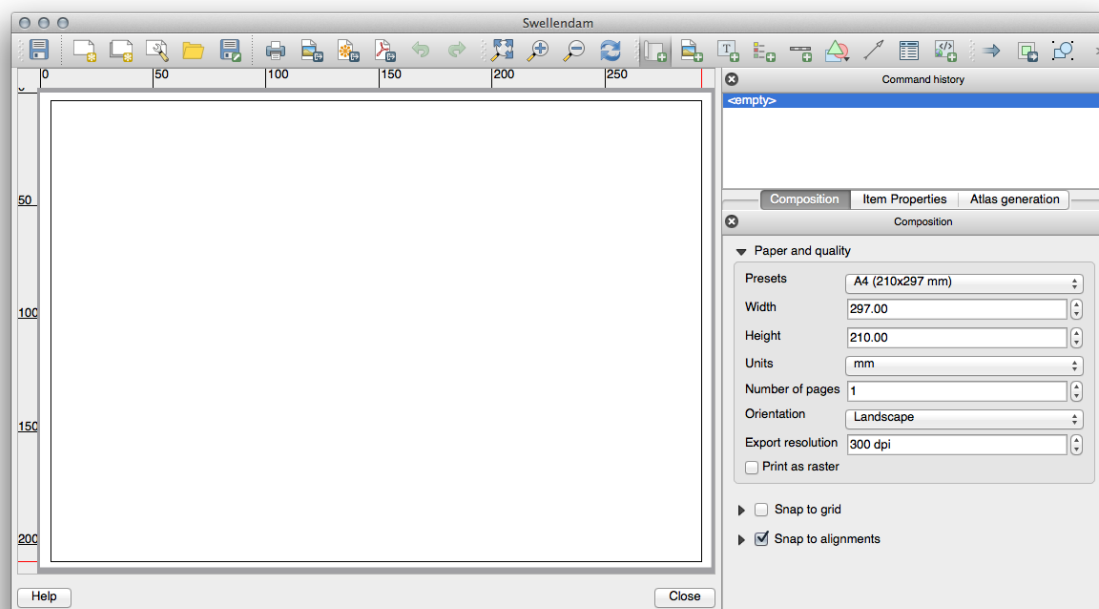 Swellendam
0 50 100 150 200 250
Command history
<empty>
50
100
150
200
Composition Item Properties Atlas generation
Composition
Paper and quality
Presets A4 (210x297 mm)
Width 297.00
Height 210.00
Units mm
Number of pages 1
Orientation Landscape
Export resolution 300 dpi
Print as raster
Snap to grid
Snap to alignments
Help Close